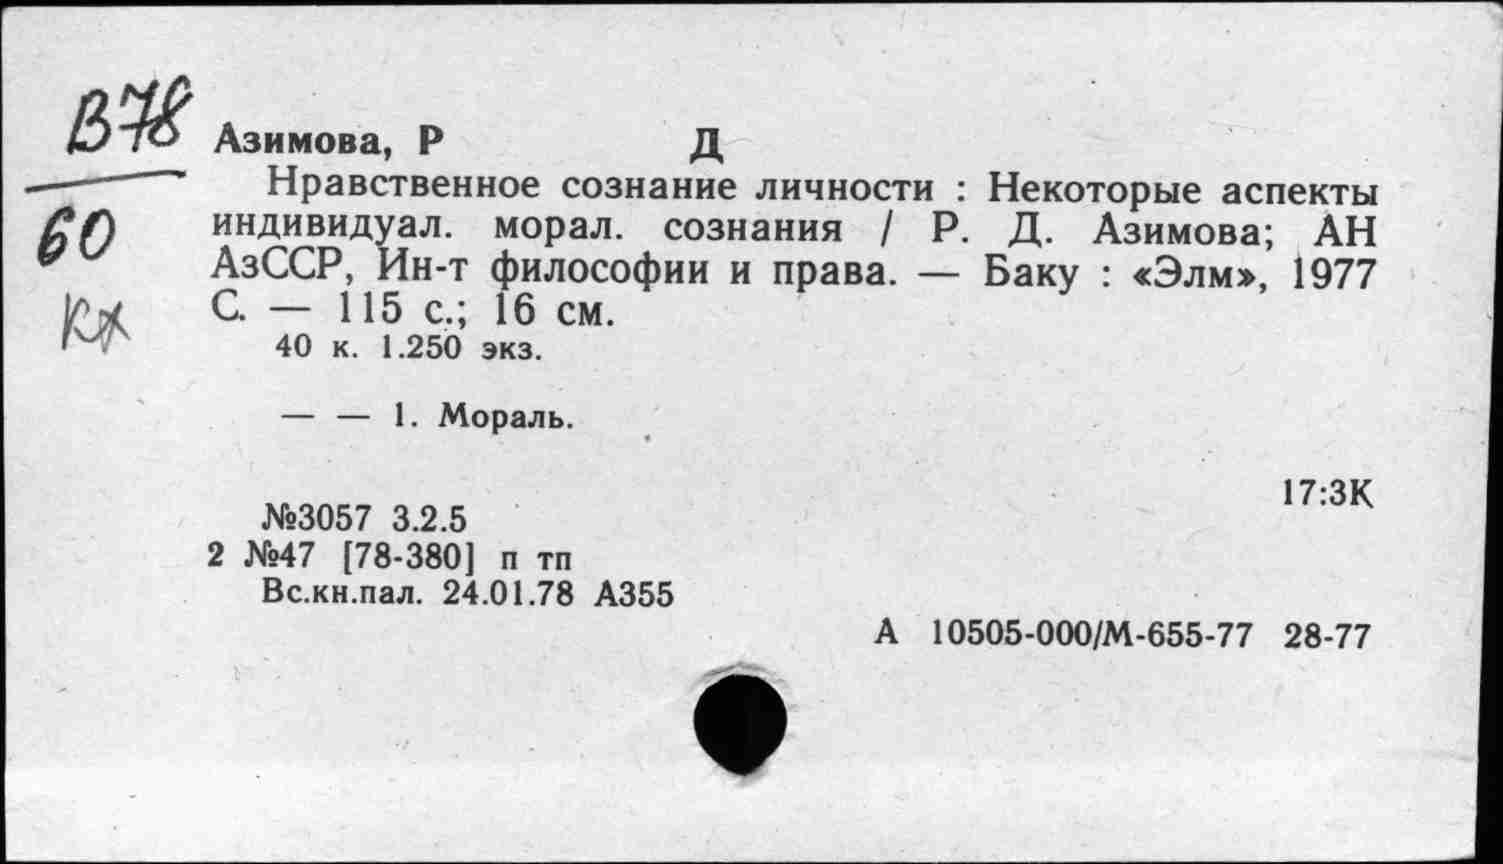 В78
60
кх
Азимова, Р Д
Нравственное сознание личности : Некоторые аспекты
индивидуал. морал. сознания / Р. Д. Азимова; АН
АзССР, Ин-т философии и права. — Баку : «Элм», 1977
С. — 115 с.; 16 см.
40 к. 1.250 экз.
— — 1. Мораль.
17:3К
№3057 3.2.5
2 №47 [78-380] п тп
Вс.кн.пал. 24.01.78 А355
А 10505-000/М-655-77 28-77